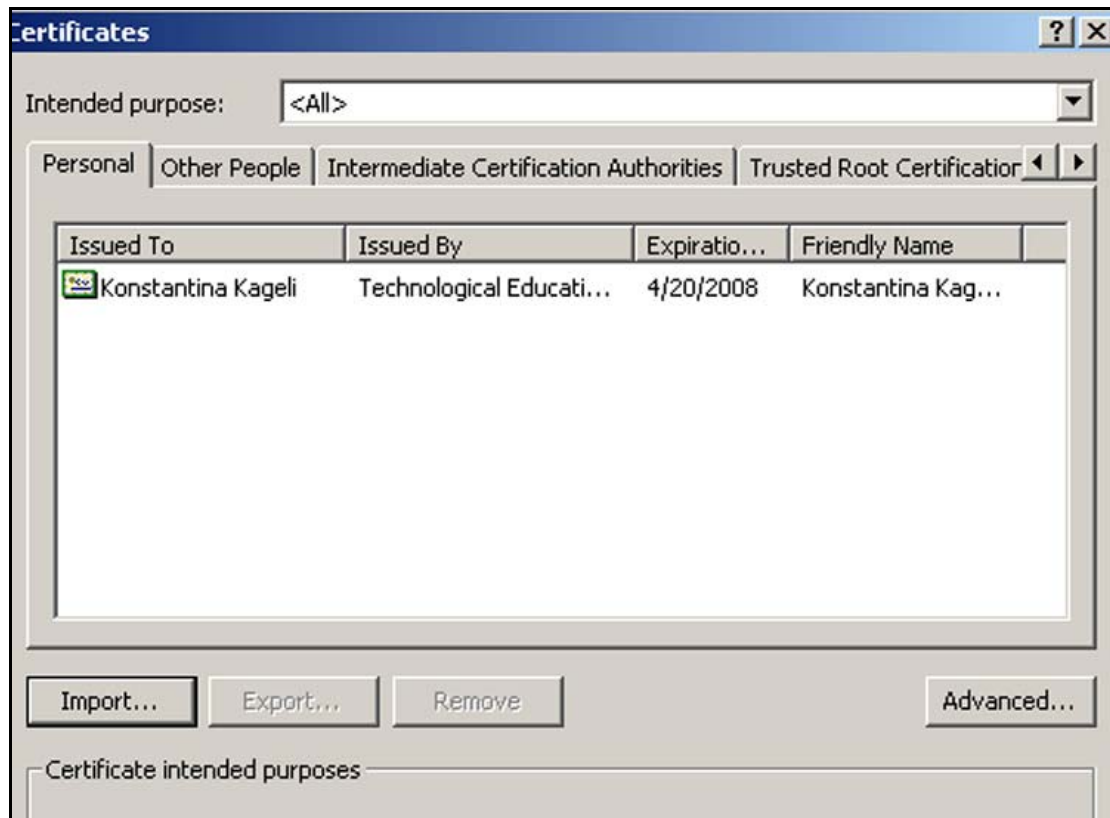 Certificates
Intended purpose: <All>
Personal Other People Intermediate Certification Authorities Trusted Root Certification
Issued To Issued By Expiratio... Friendly Name
Konstantina Kageli Technological Educati... 4/20/2008 Konstantina Kag...
Import... Export... Remove Advanced...
Certificate intended purposes